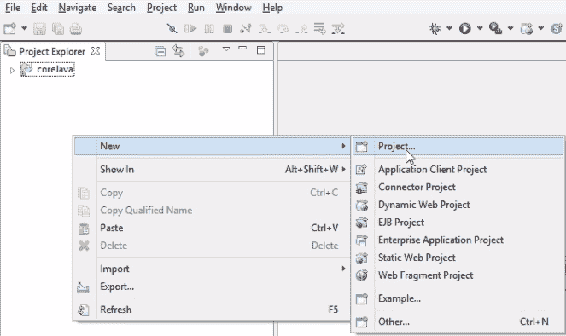 File Edit Navigate Search Project Run Window Help
Project Explorer
corejava
New
Project...
Show In Alt+Shift+W
Application Client Project
Copy Ctrl+C
Connector Project
Copy Qualified Name
Dynamic Web Project
Paste Ctrl+V
EJB Project
Delete Delete
Enterprise Application Project
Static Web Project
Import
Web Fragment Project
Export...
Example...
Refresh F5
Other... Ctrl+N